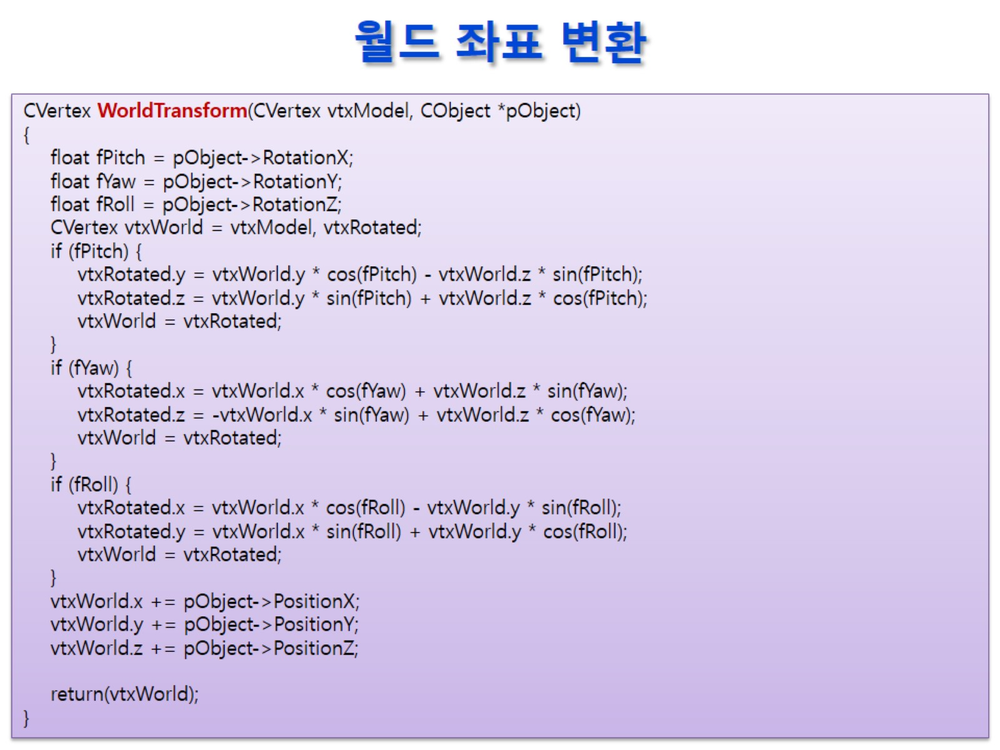 월드 좌표 변환
CVertex WorldTransform(CVertex vtxModel, CObject *pObject)
{
float fPitch = pObject->RotationX;
float fYaw = pObject->RotationY;
float fRoll = pObject->RotationZ;
CVertex vtxWorld = vtxModel, vtxRotated;
if (fPitch) {
vtxRotated.y = vtxWorld.y * cos(fPitch) - vtxWorld.z * sin(fPitch);
vtxRotated.z = vtxWorld.y * sin(fPitch) + vtxWorld.z * cos(fPitch);
vtxWorld = vtxRotated;
}
if (fYaw) {
vtxRotated.x = vtxWorld.x * cos(fYaw) + vtxWorld.z * sin(fYaw);
vtxRotated.z = -vtxWorld.x * sin(fYaw) + vtxWorld.z * cos(fYaw);
vtxWorld = vtxRotated;
}
if (fRoll) {
vtxRotated.x = vtxWorld.x * cos(fRoll) - vtxWorld.y * sin(fRoll);
vtxRotated.y = vtxWorld.x * sin(fRoll) + vtxWorld.y * cos(fRoll);
vtxWorld = vtxRotated;
}
vtxWorld.x += pObject->PositionX;
vtxWorld.y += pObject->PositionY;
vtxWorld.z += pObject->PositionZ;
return(vtxWorld);
}